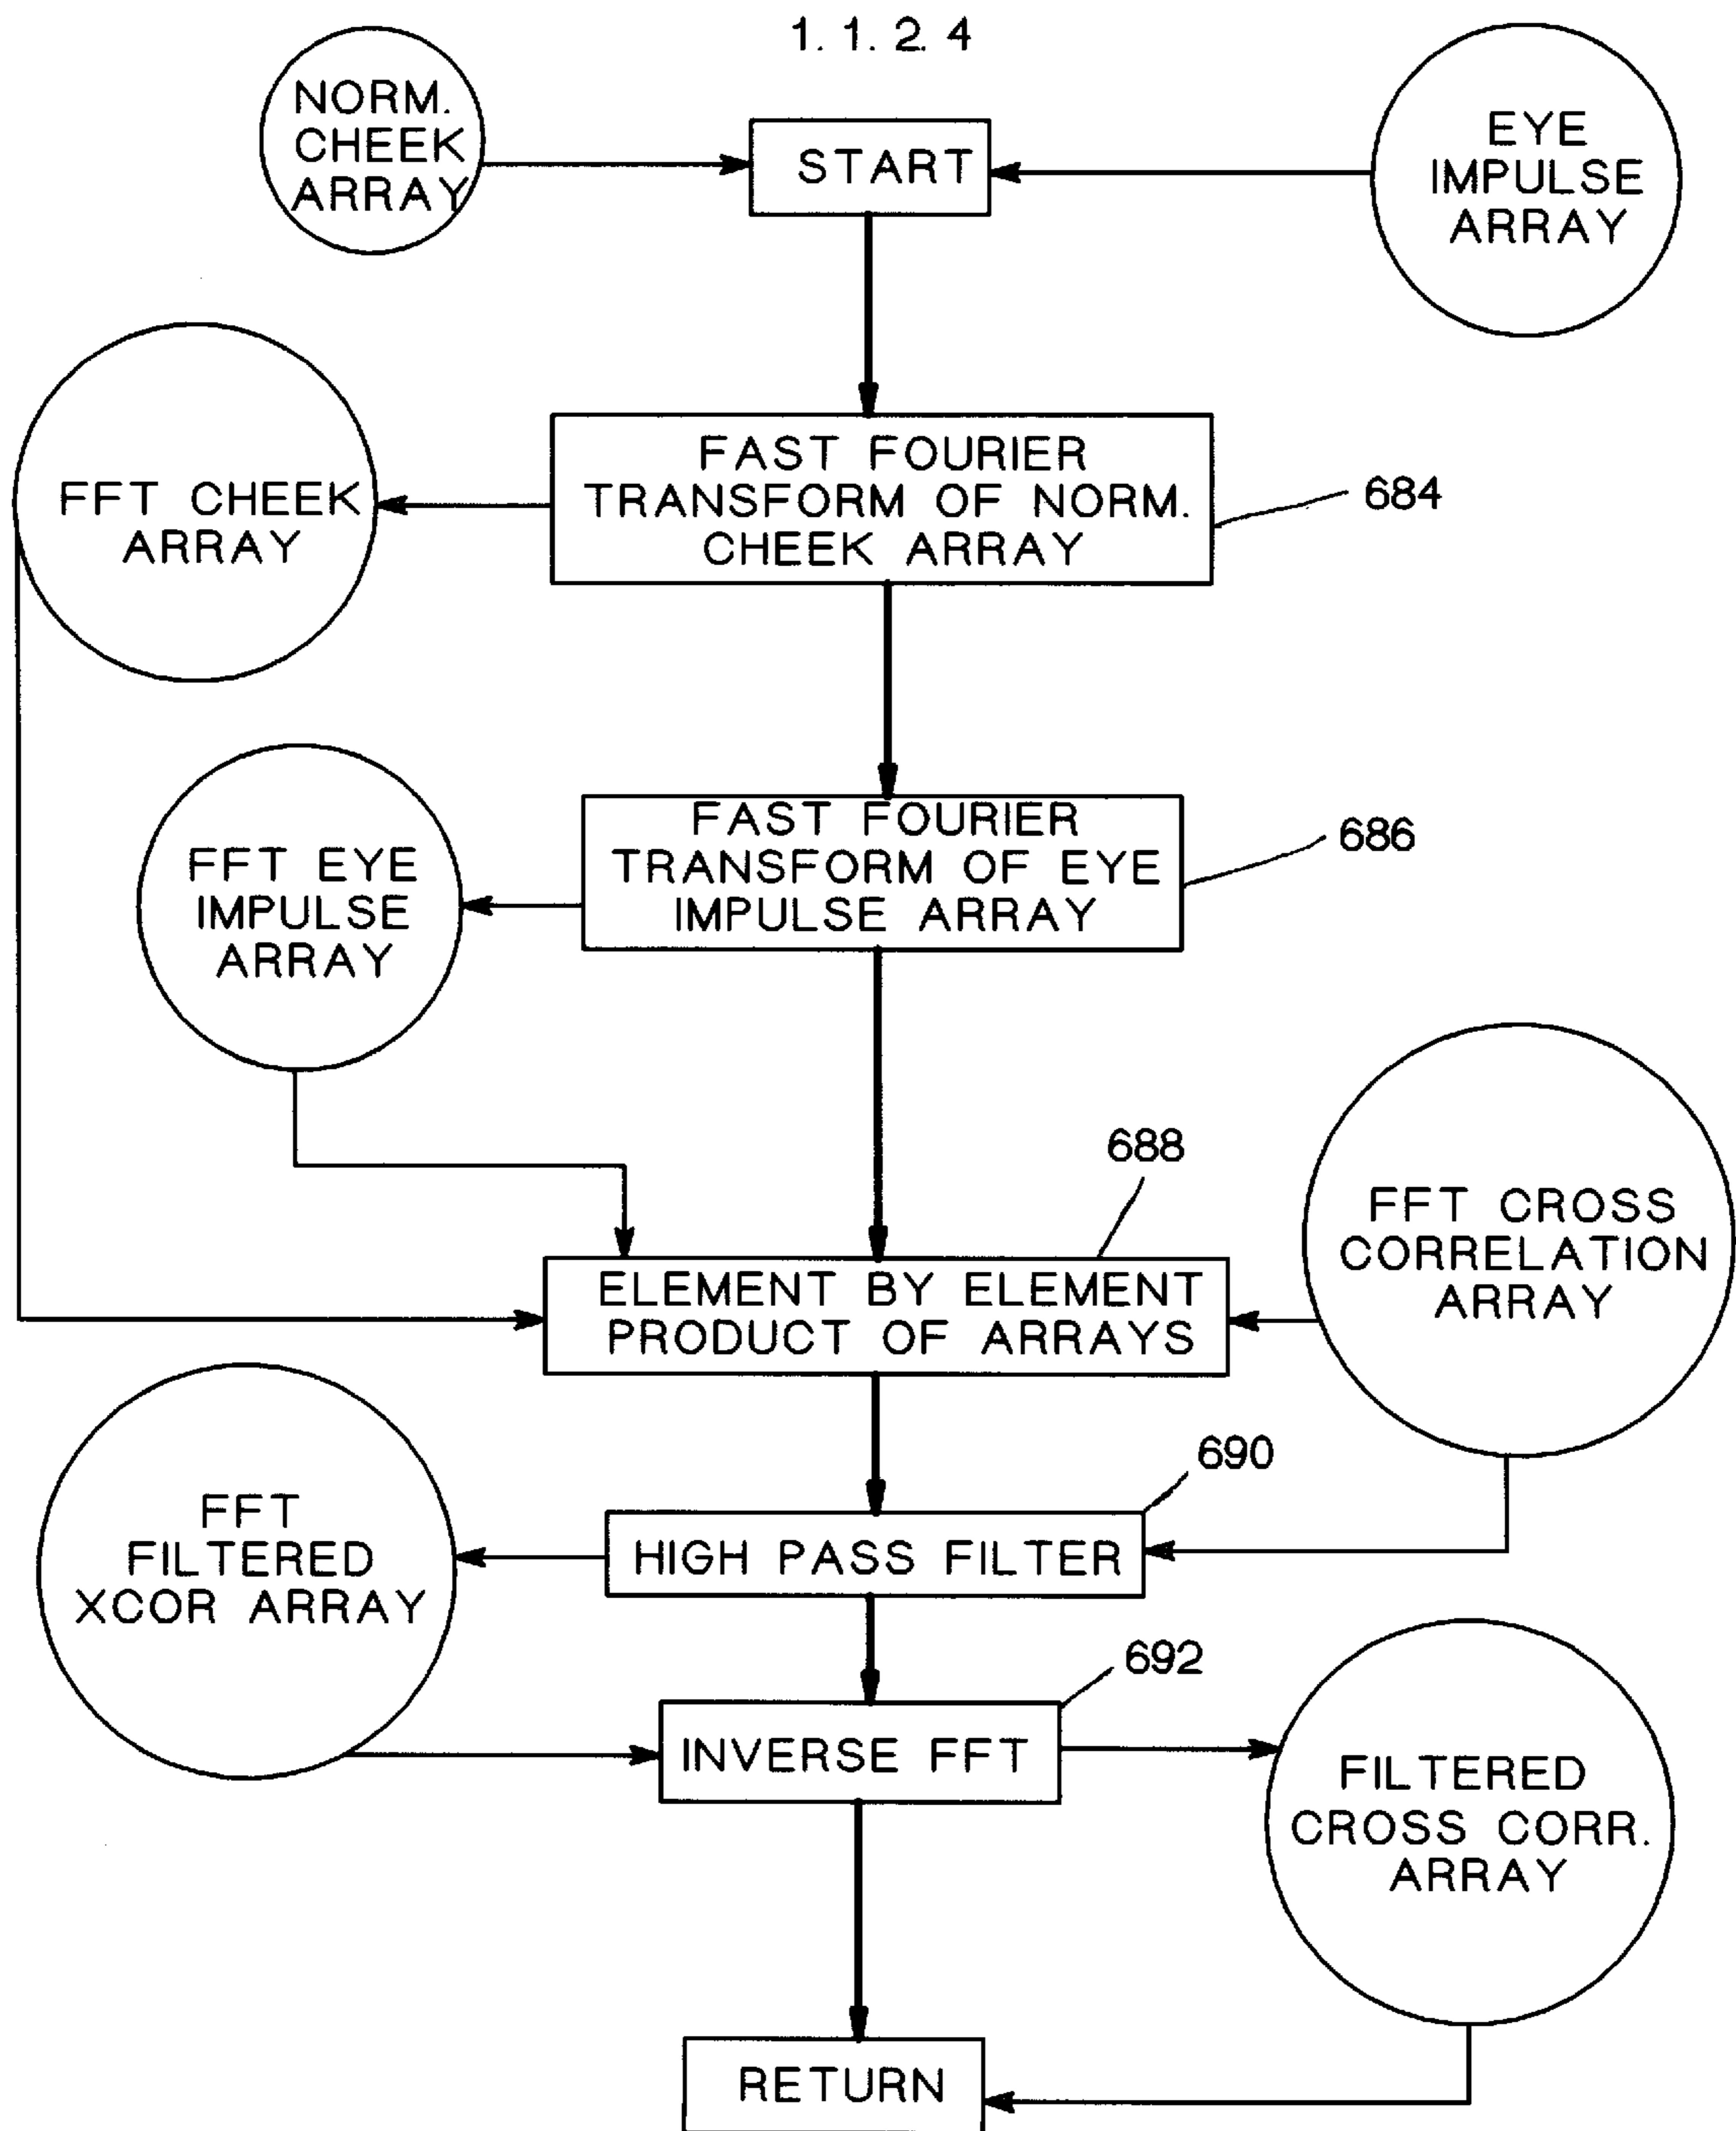 1. 1. 2. 4
NORM.
CHEEK
ARRAY
START
EYE
IMPULSE
ARRAY
FFT CHEEK
ARRAY
FAST FOURIER
TRANSFORM OF NORM.
CHEEK ARRAY
684
FFT EYE
IMPULSE
ARRAY
FAST FOURIER
TRANSFORM OF EYE
IMPULSE ARRAY
686
688
ELEMENT BY ELEMENT
PRODUCT OF ARRAYS
FFT CROSS
CORRELATION
ARRAY
690
FFT
FILTERED
XCOR ARRAY
HIGH PASS FILTER
692
INVERSE FFT
FILTERED
CROSS CORR.
ARRAY
RETURN